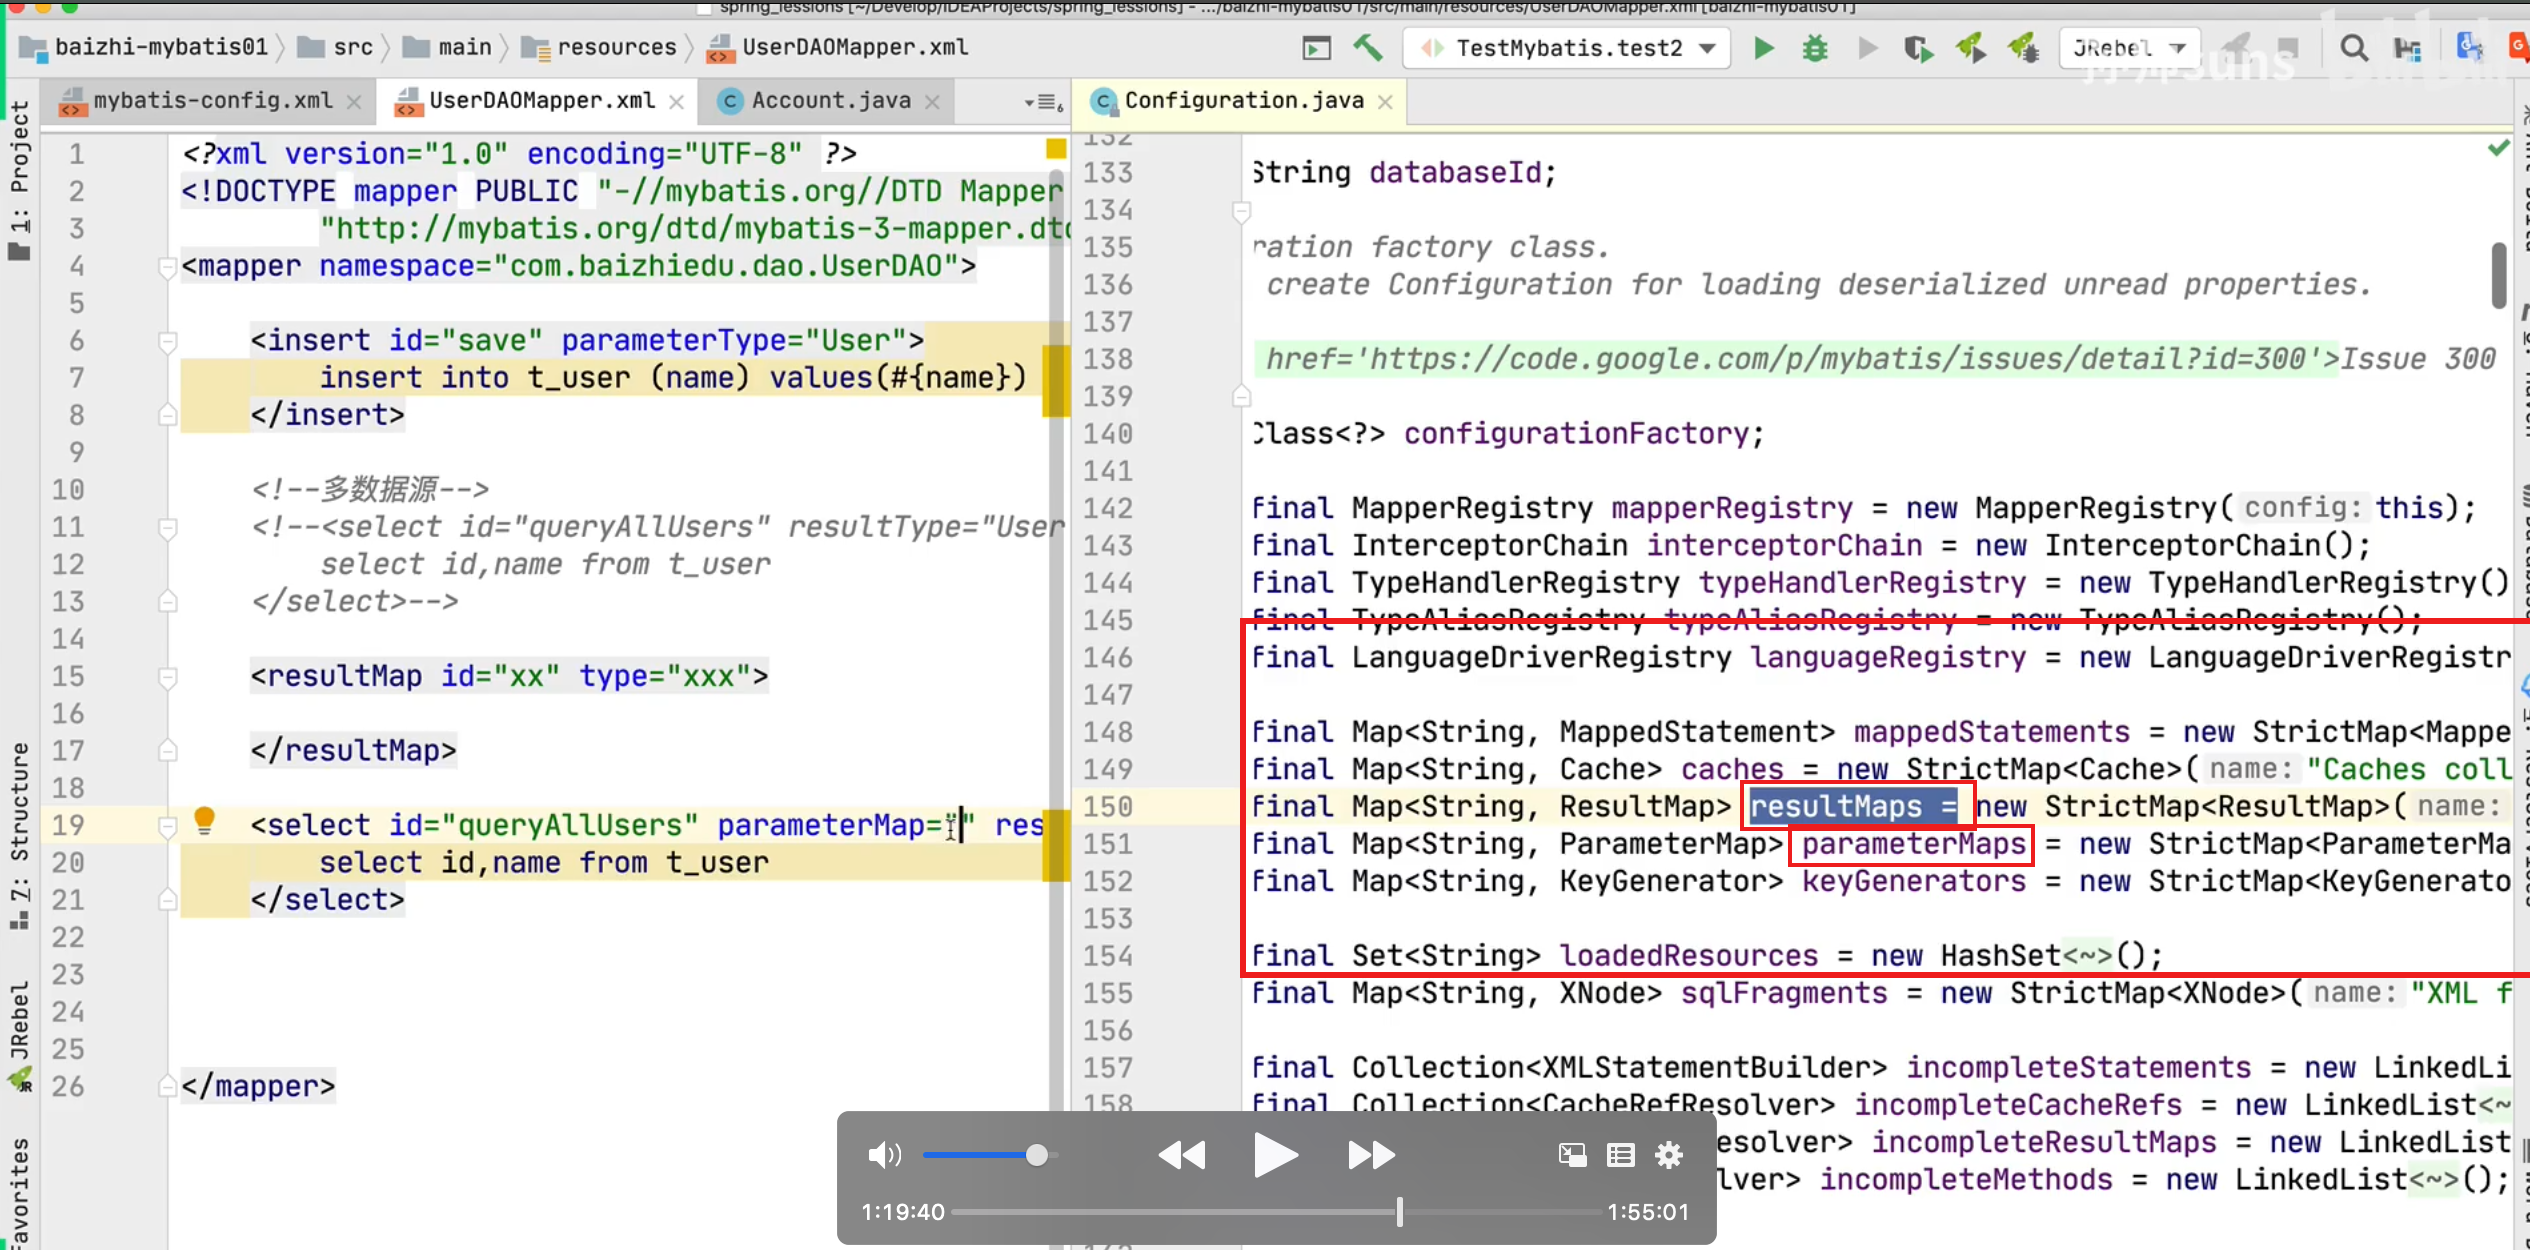 spring_lessions [~/Develop/IDEAProjects/spring_lessions] - .../baizhi-mybatis01/src/main/resources/UserDAOMapper.xml [baizhi-mybatis01]
baizhi-mybatis01 src main resources UserDAOMapper.xml
TestMybatis.test2 JRebel
suns
mybatis-config.xml UserDAOMapper.xml Account.java 6 Configuration.java
1: Project
7: Structure
JRebel
Favorites
1 <?xml version="1.0" encoding="UTF-8" ?>
2 <!DOCTYPE mapper PUBLIC "-//mybatis.org//DTD Mapper
3 "http://mybatis.org/dtd/mybatis-3-mapper.dtd
4 <mapper namespace="com.baizhiedu.dao.UserDAO">
5
6 <insert id="save" parameterType="User">
7 insert into t_user (name) values(#{name})
8 </insert>
9
10 <!--多数据源-->
11 <!--<select id="queryAllUsers" resultType="User
12 select id,name from t_user
13 </select>-->
14
15 <resultMap id="xx" type="xxx">
16
17 </resultMap>
18
19 <select id="queryAllUsers" parameterMap="" res
20 select id,name from t_user
21 </select>
22
23
24
25
26 </mapper>
132
133 String databaseId;
134
135 ration factory class.
136 create Configuration for loading deserialized unread properties.
137
138 href='https://code.google.com/p/mybatis/issues/detail?id=300'>Issue 300
139
140 Class<?> configurationFactory;
141
142 final MapperRegistry mapperRegistry = new MapperRegistry( config: this);
143 final InterceptorChain interceptorChain = new InterceptorChain();
144 final TypeHandlerRegistry typeHandlerRegistry = new TypeHandlerRegistry()
145 final TypeAliasRegistry typeAliasRegistry = new TypeAliasRegistry();
146 final LanguageDriverRegistry languageRegistry = new LanguageDriverRegistr
147
148 final Map<String, MappedStatement> mappedStatements = new StrictMap<Mappe
149 final Map<String, Cache> caches = new StrictMap<Cache>( name: "Caches coll
150 final Map<String, ResultMap> resultMaps = new StrictMap<ResultMap>( name:
151 final Map<String, ParameterMap> parameterMaps = new StrictMap<ParameterMa
152 final Map<String, KeyGenerator> keyGenerators = new StrictMap<KeyGenerato
153
154 final Set<String> loadedResources = new HashSet<~>();
155 final Map<String, XNode> sqlFragments = new StrictMap<XNode>( name: "XML f
156
157 final Collection<XMLStatementBuilder> incompleteStatements = new LinkedLi
158 final Collection<CacheRefResolver> incompleteCacheRefs = new LinkedList<~
esolver> incompleteResultMaps = new LinkedList
lver> incompleteMethods = new LinkedList<~>();
1:19:40 1:55:01